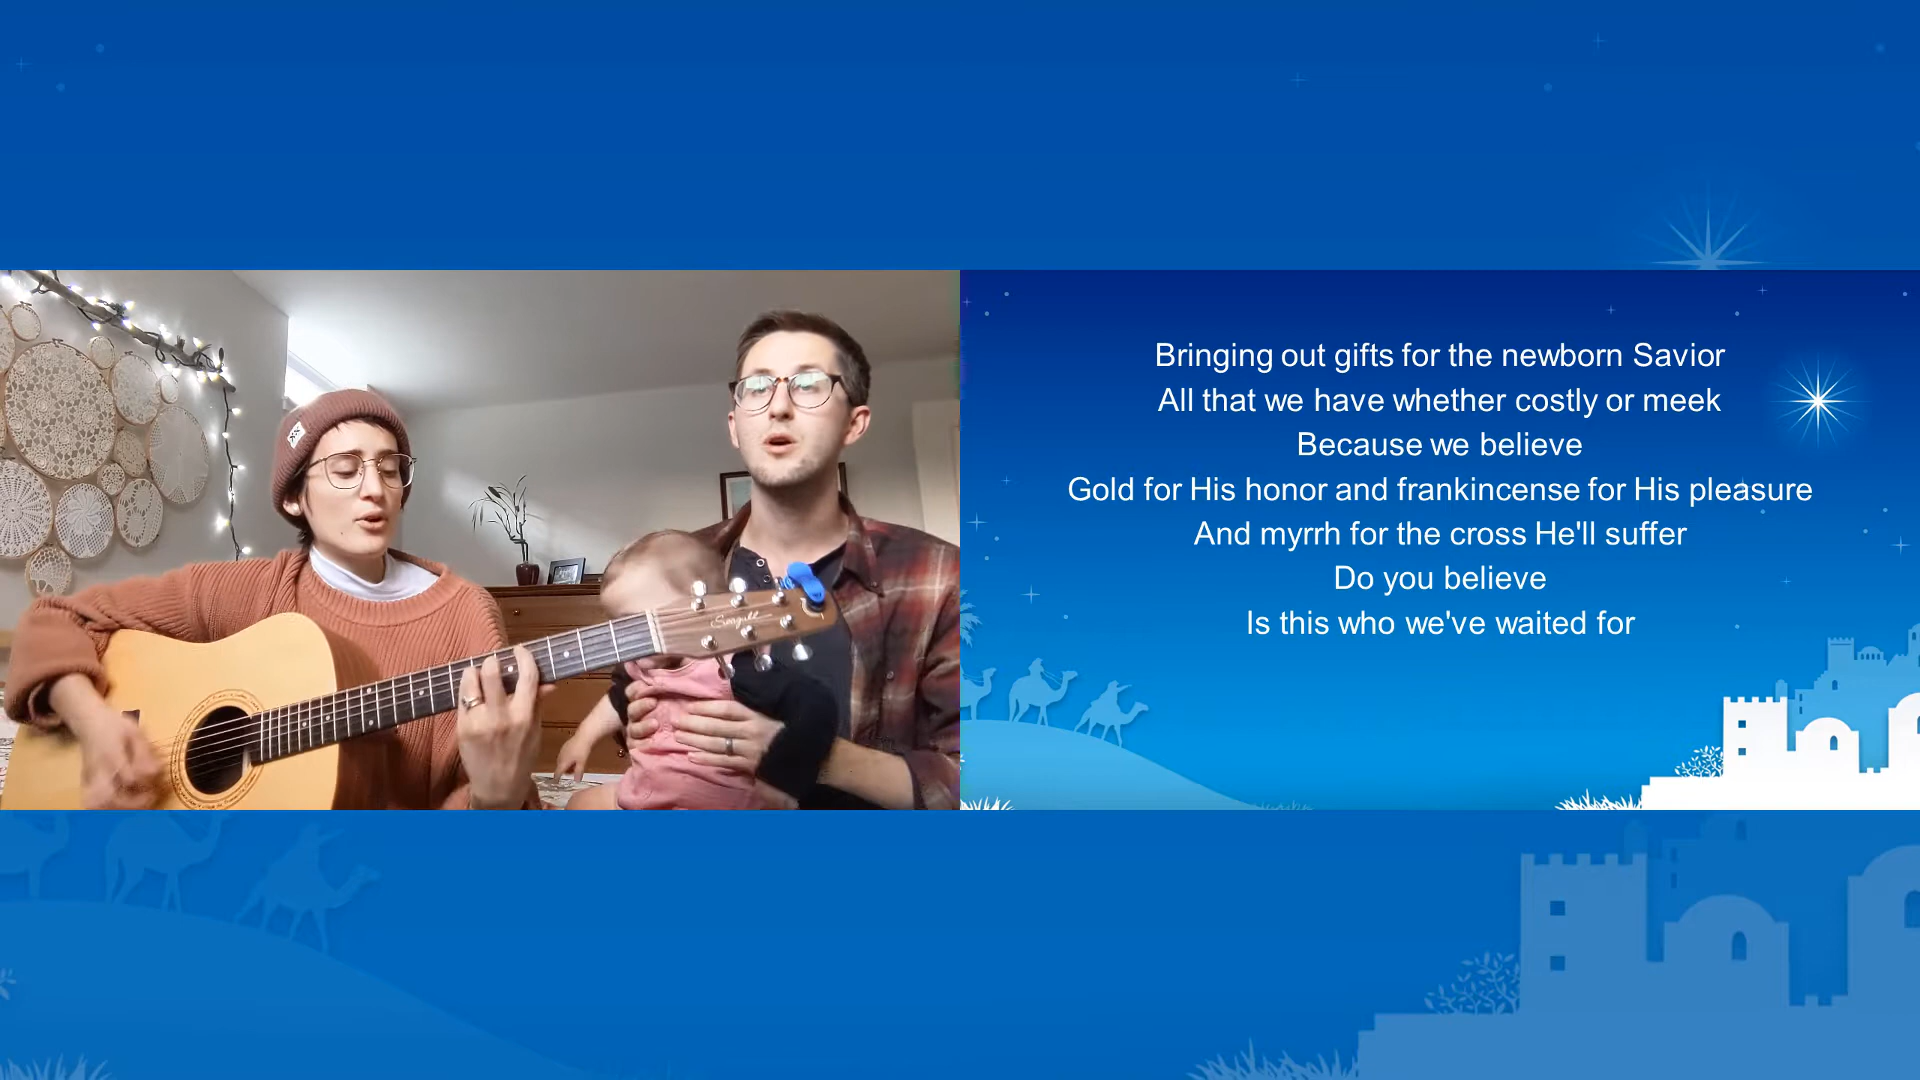 Seagull
Bringing out gifts for the newborn Savior
All that we have whether costly or meek
Because we believe
Gold for His honor and frankincense for His pleasure
And myrrh for the cross He'll suffer
Do you believe
Is this who we've waited for